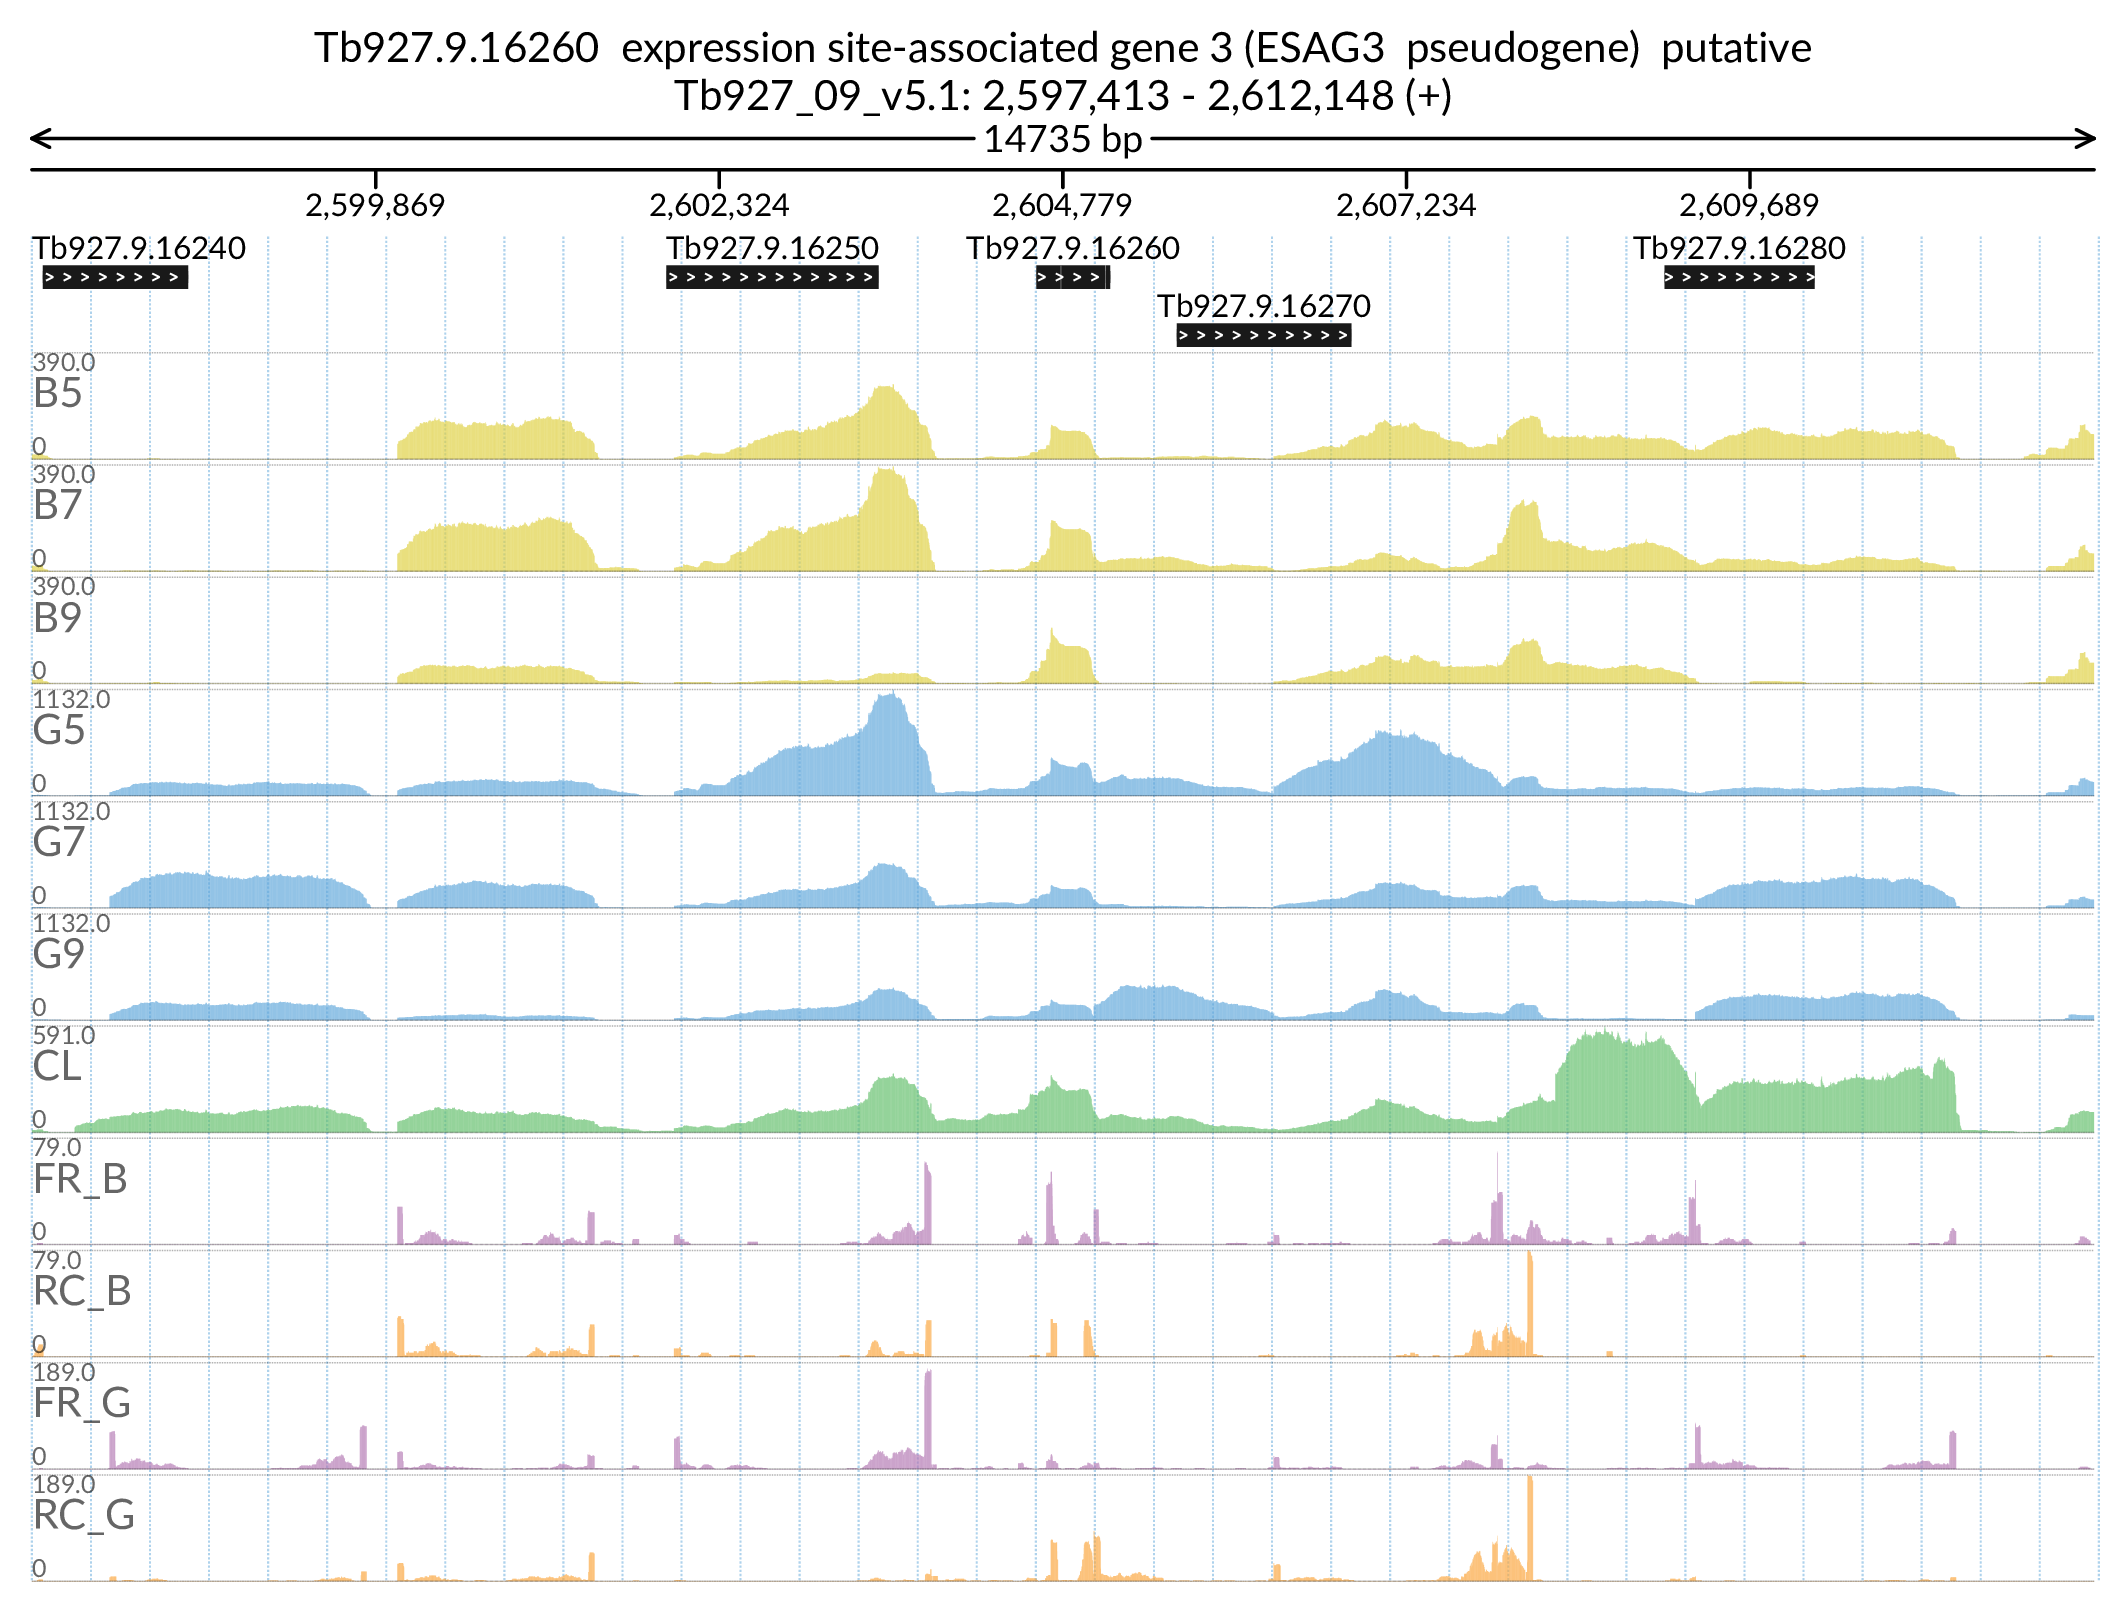 Tb927.9.16260  expression site-associated gene 3 (ESAG3  pseudogene)  putative
Tb927_09_v5.1: 2,597,413 - 2,612,148 (+)
14735 bp
2,599,869 2,602,324 2,604,779 2,607,234 2,609,689
Tb927.9.16240 Tb927.9.16250 Tb927.9.16260 Tb927.9.16280
Tb927.9.16270
390.0
B5
0
390.0
B7
0
390.0
B9
0
1132.0
G5
0
1132.0
G7
0
1132.0
G9
0
591.0
CL
0
79.0
FR_B
0
79.0
RC_B
0
189.0
FR_G
0
189.0
RC_G
0